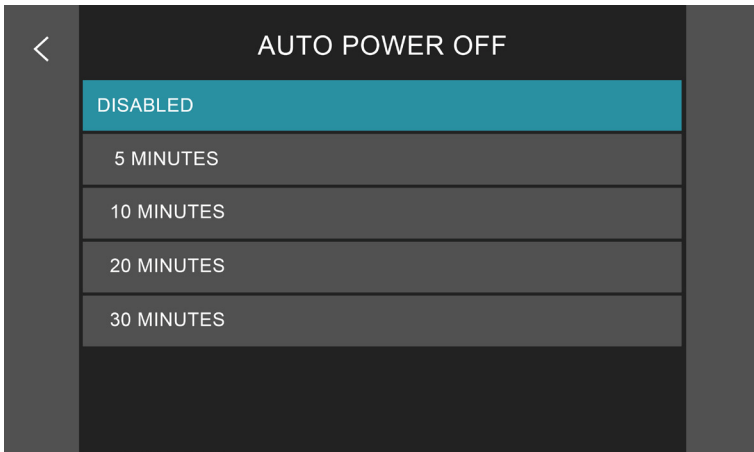 AUTO POWER OFF
DISABLED
5 MINUTES
10 MINUTES
20 MINUTES
30 MINUTES